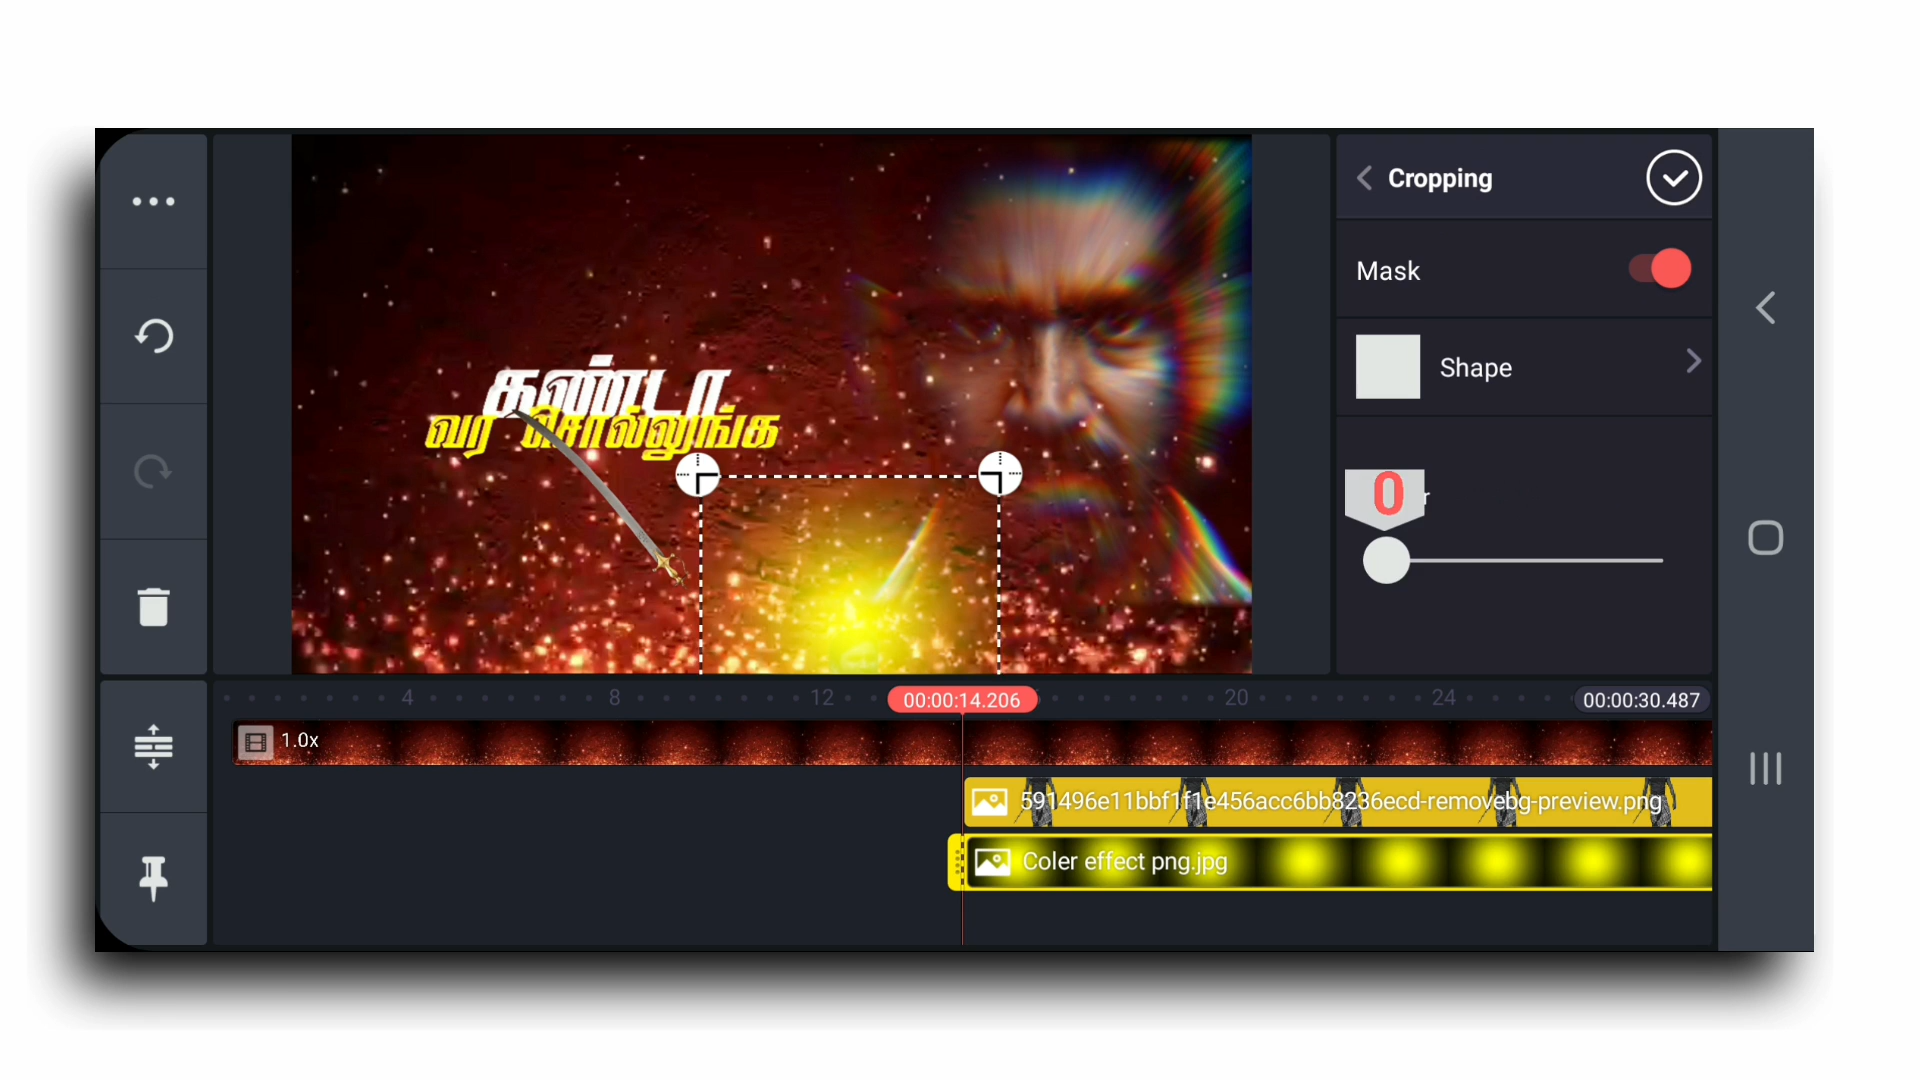 Cropping
Mask
Shape
0
கண்டா
வர சொல்லுங்க
4
8
12
00:00:14.206
20
24
00:00:30.487
1.0x
591496e11bbf1f1e456acc6bb8236ecd-removebg-preview.png
Coler effect png.jpg